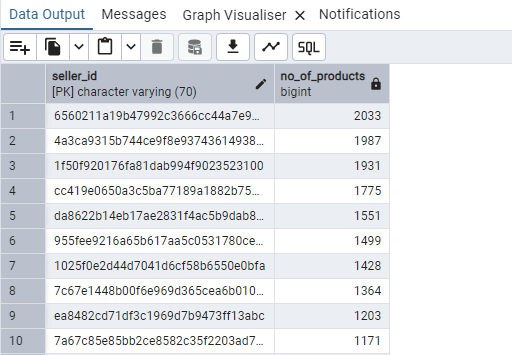 Data Output Messages Graph Visualiser Notifications
SQL
seller_id no_of_products
[PK] character varying (70) bigint
1 6560211a19b47992c3666cc44a7e9... 2033
2 4a3ca9315b744ce9f8e93743614938... 1987
3 1f50f920176fa81dab994f9023523100 1931
4 cc419e0650a3c5ba77189a1882b75... 1775
5 da8622b14eb17ae2831f4ac5b9dab8... 1551
6 955fee9216a65b617aa5c0531780ce... 1499
7 1025f0e2d44d7041d6cf58b6550e0bfa 1428
8 7c67e1448b00f6e969d365cea6b010... 1364
9 ea8482cd71df3c1969d7b9473ff13abc 1203
10 7a67c85e85bb2ce8582c35f2203ad7... 1171